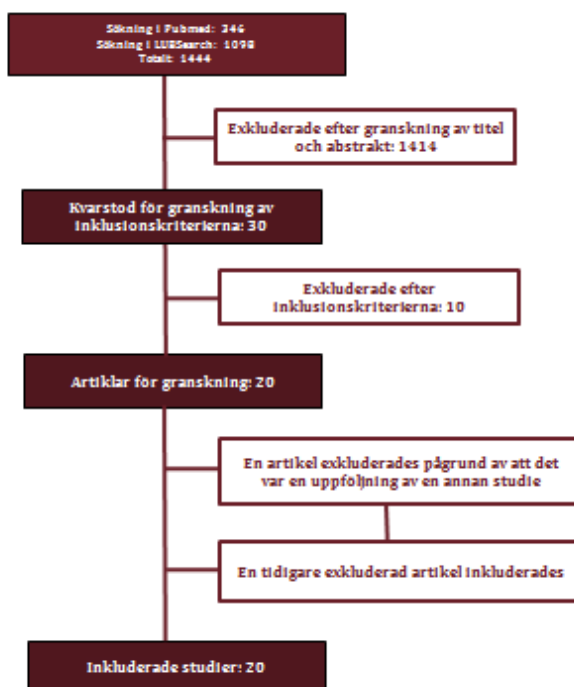 Sökning i Pubmed: 346
Sökning i LUBSearch: 1098
Totalt: 1444
Exkluderade efter granskning av titel
och abstrakt: 1414
Kvarstod för granskning av
inklusionskriterierna: 30
Exkluderade efter
inklusionskriterierna: 10
Artiklar för granskning: 20
En artikel exkluderades pågrund av att det
var en uppföljning av en annan studie
En tidigare exkluderad artikel inkluderades
Inkluderade studier: 20